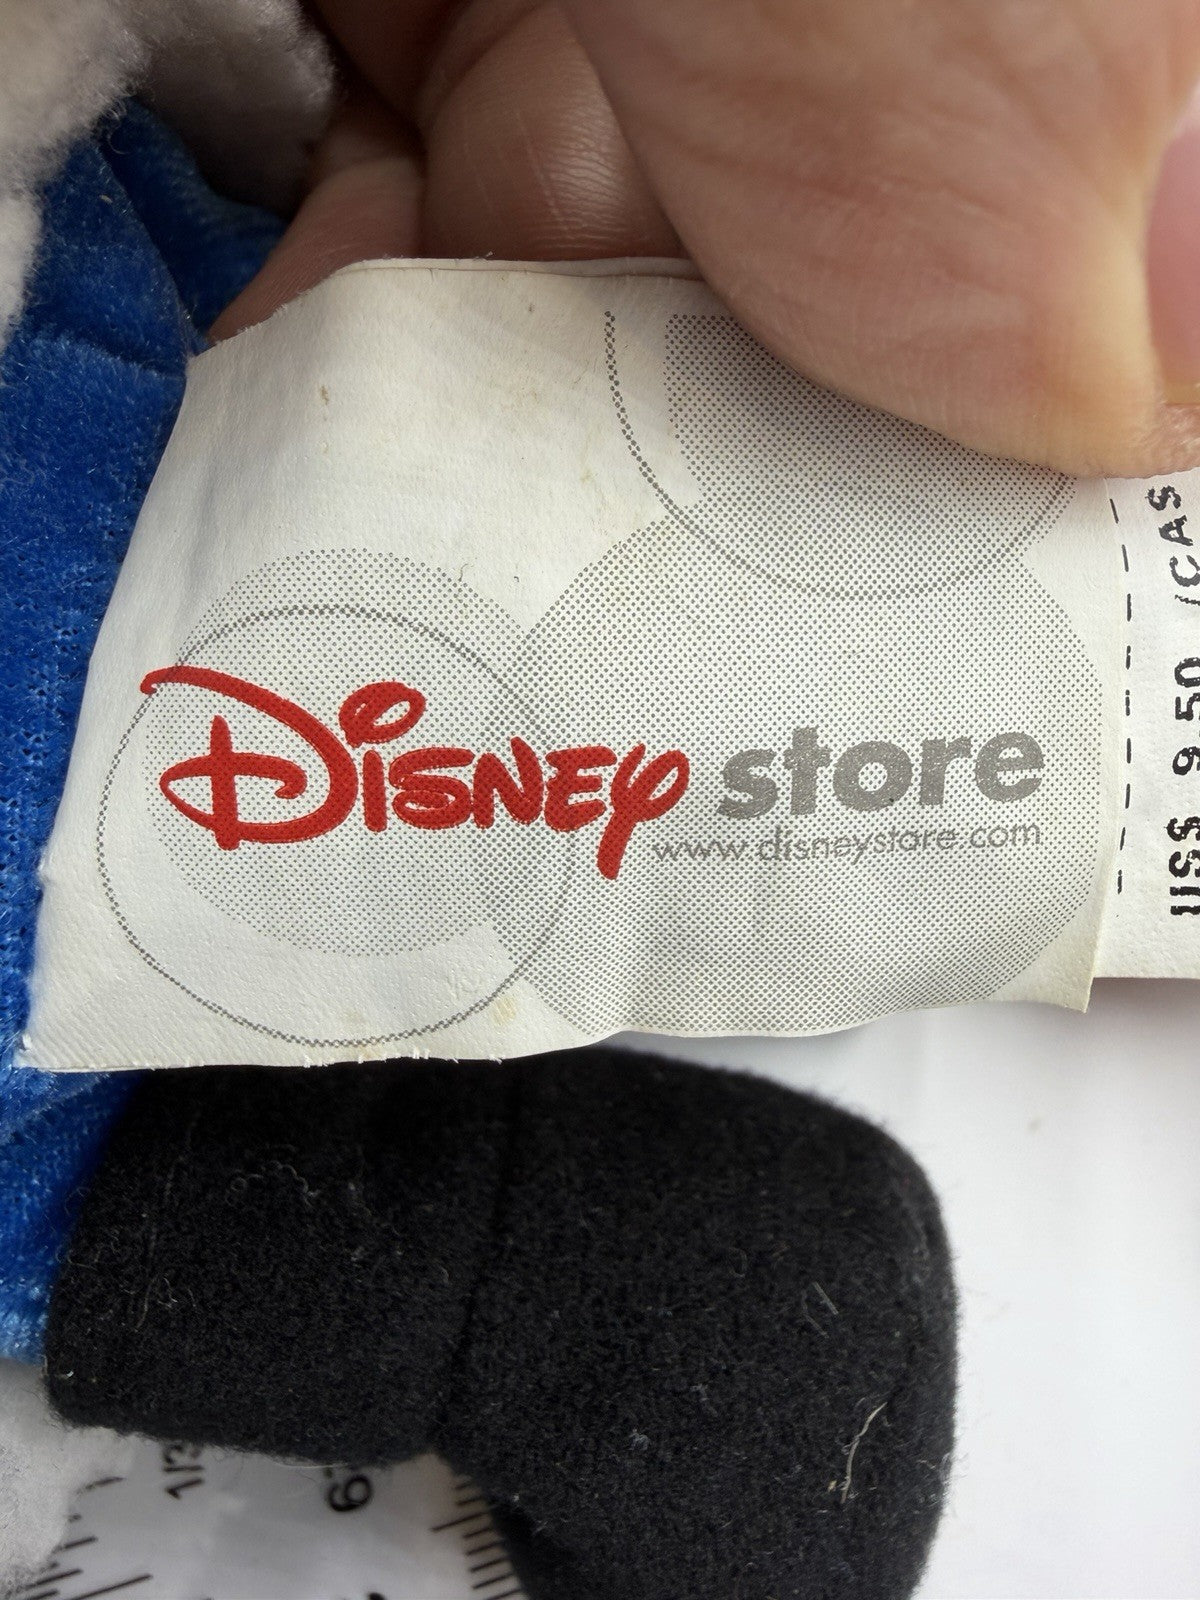 Disney store
www.disneystore.com
US$ 9.50 /CAS